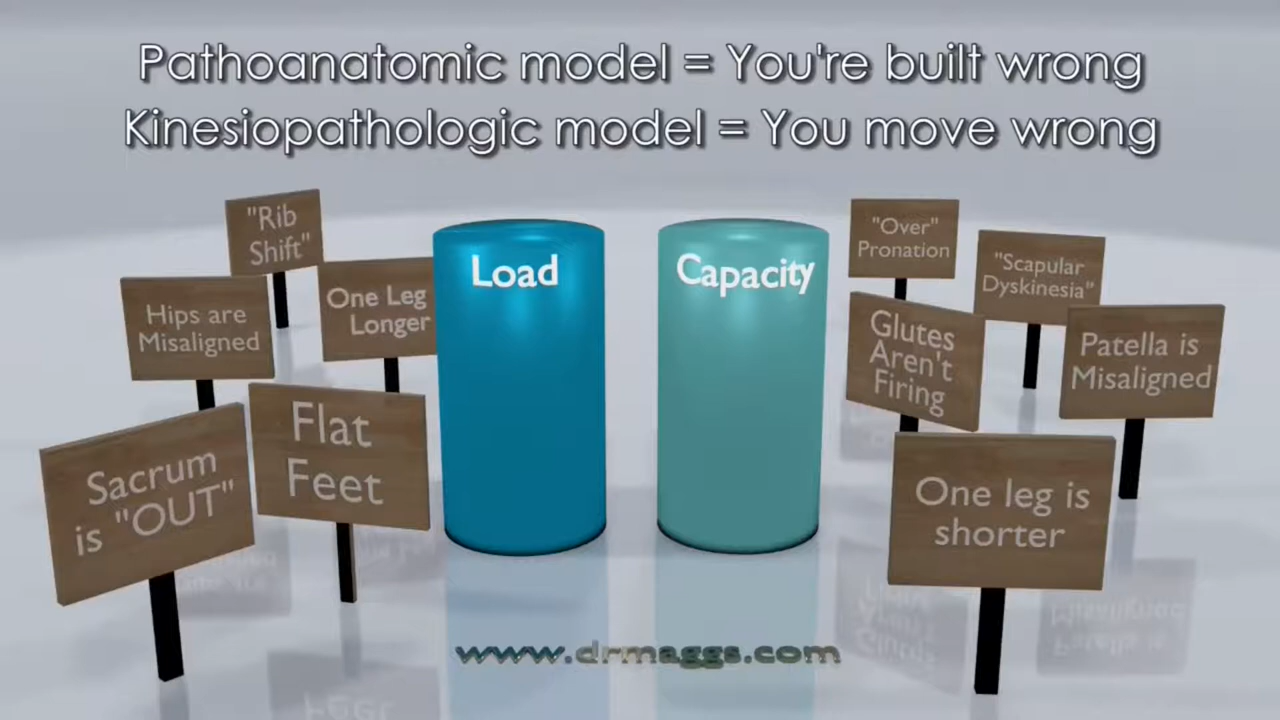 Pathoanatomic model = You're built wrong
Kinesiopathologic model = You move wrong
"Rib
Shift"
Hips are
Misaligned
One Leg
Longer
Sacrum
is "OUT"
Flat
Feet
Load
Capacity
"Over"
Pronation
"Scapular
Dyskinesia"
Glutes
Aren't
Firing
Patella is
Misaligned
One leg is
shorter
www.drmaggs.com